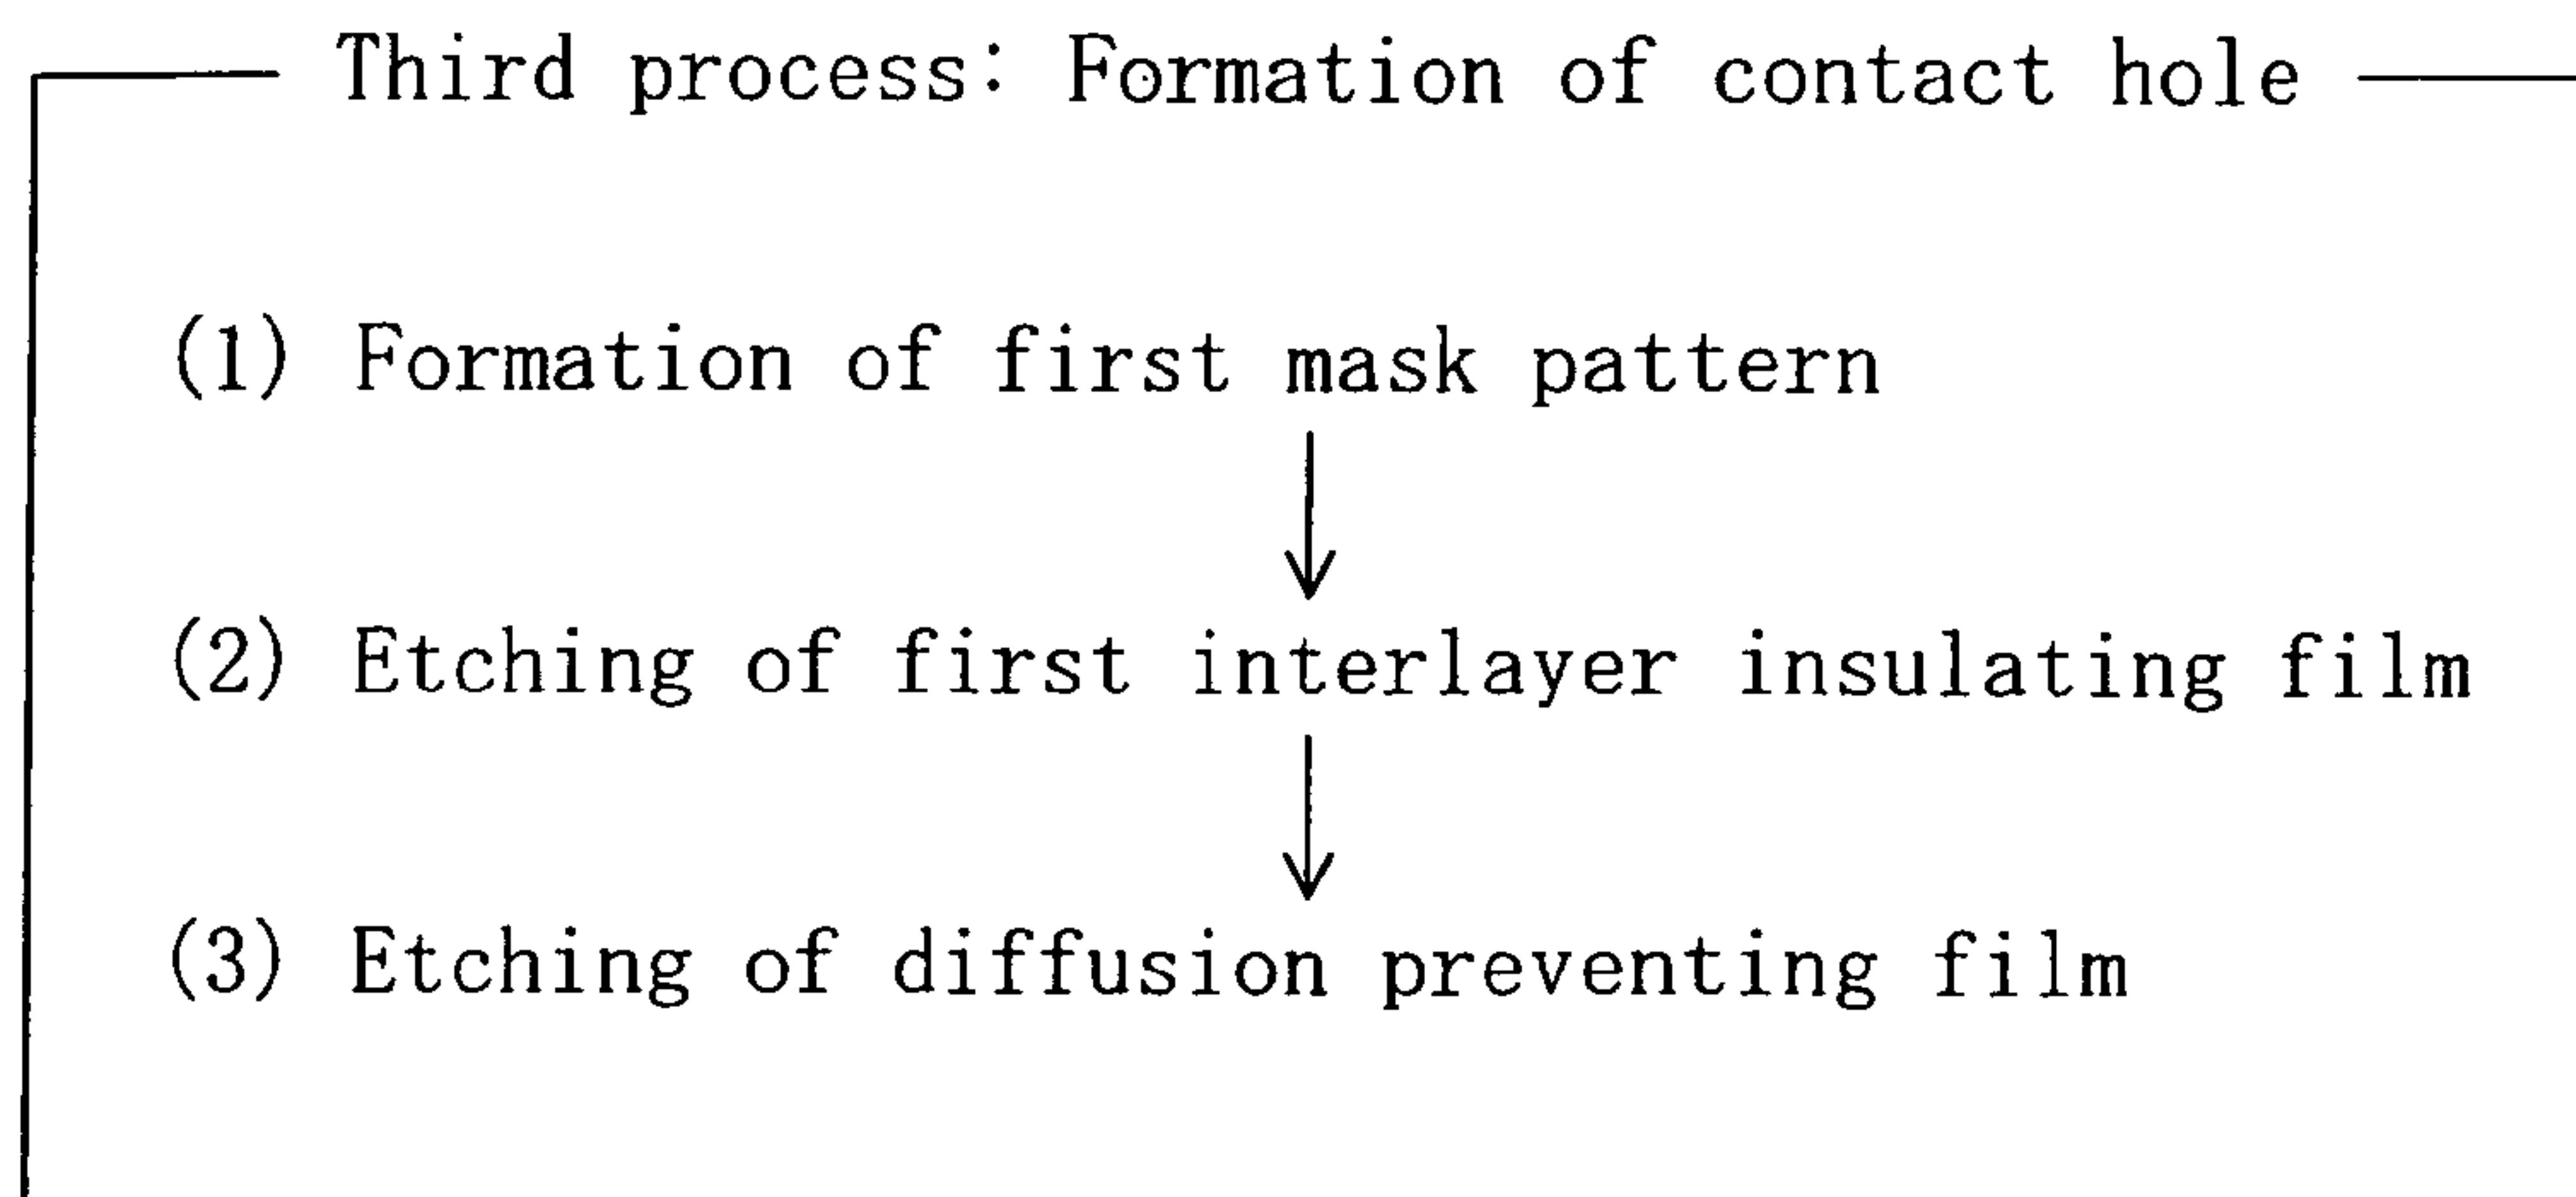 Third process: Formation of contact hole
(1) Formation of first mask pattern
(2) Etching of first interlayer insulating film
(3) Etching of diffusion preventing film